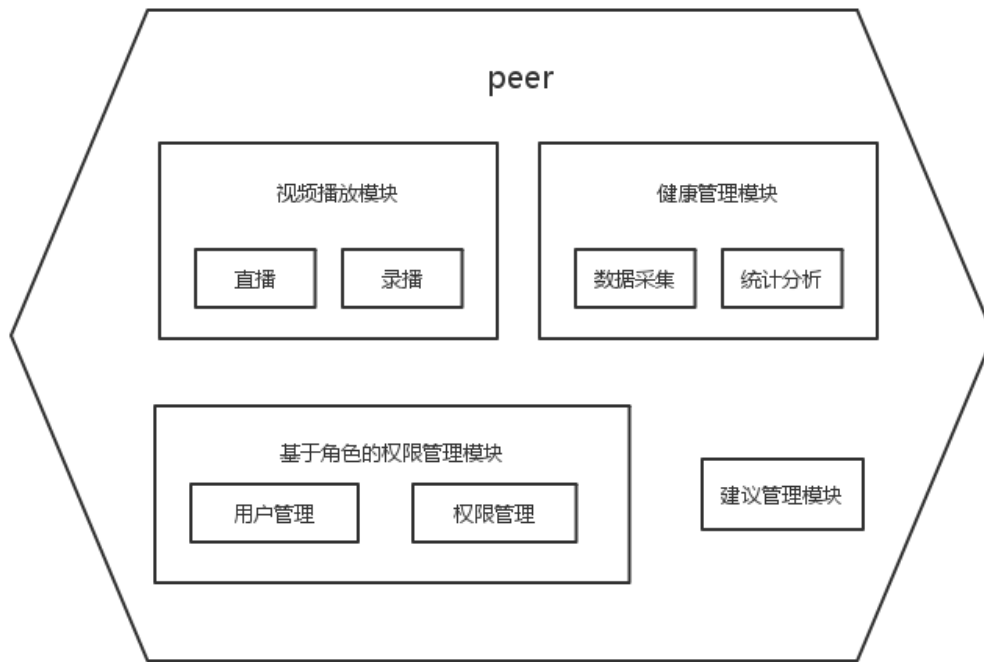 peer
视频播放模块
直播
录播
健康管理模块
数据采集
统计分析
基于角色的权限管理模块
用户管理
权限管理
建议管理模块